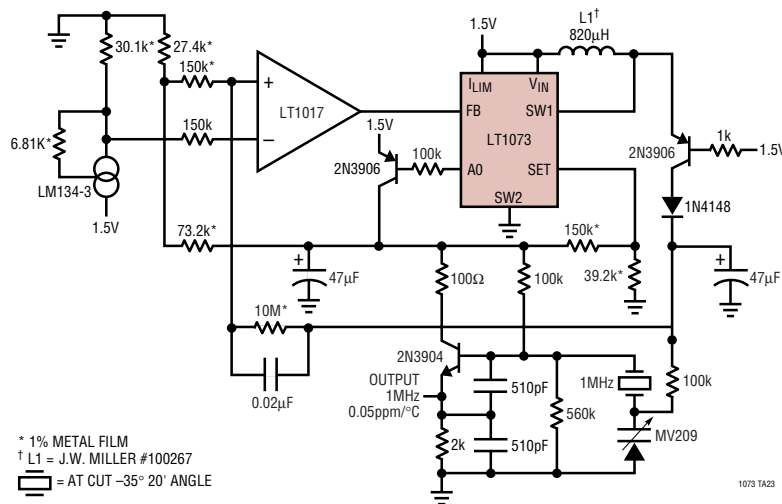 L1†
820µH
1.5V
30.1k*
27.4k*
150k*
+
LT1017
–
150k
6.81K*
LM134-3
1.5V
ILIM
VIN
FB
SW1
LT1073
A0
SET
SW2
1.5V
2N3906
100k
2N3906
1k
1.5V
1N4148
73.2k*
+
47µF
100Ω
100k
150k*
39.2k*
+
47µF
10M*
0.02µF
2N3904
OUTPUT
1MHz
0.05ppm/°C
510pF
510pF
2k
560k
1MHz
100k
MV209
* 1% METAL FILM
† L1 = J.W. MILLER #100267
= AT CUT –35° 20' ANGLE
1073 TA23